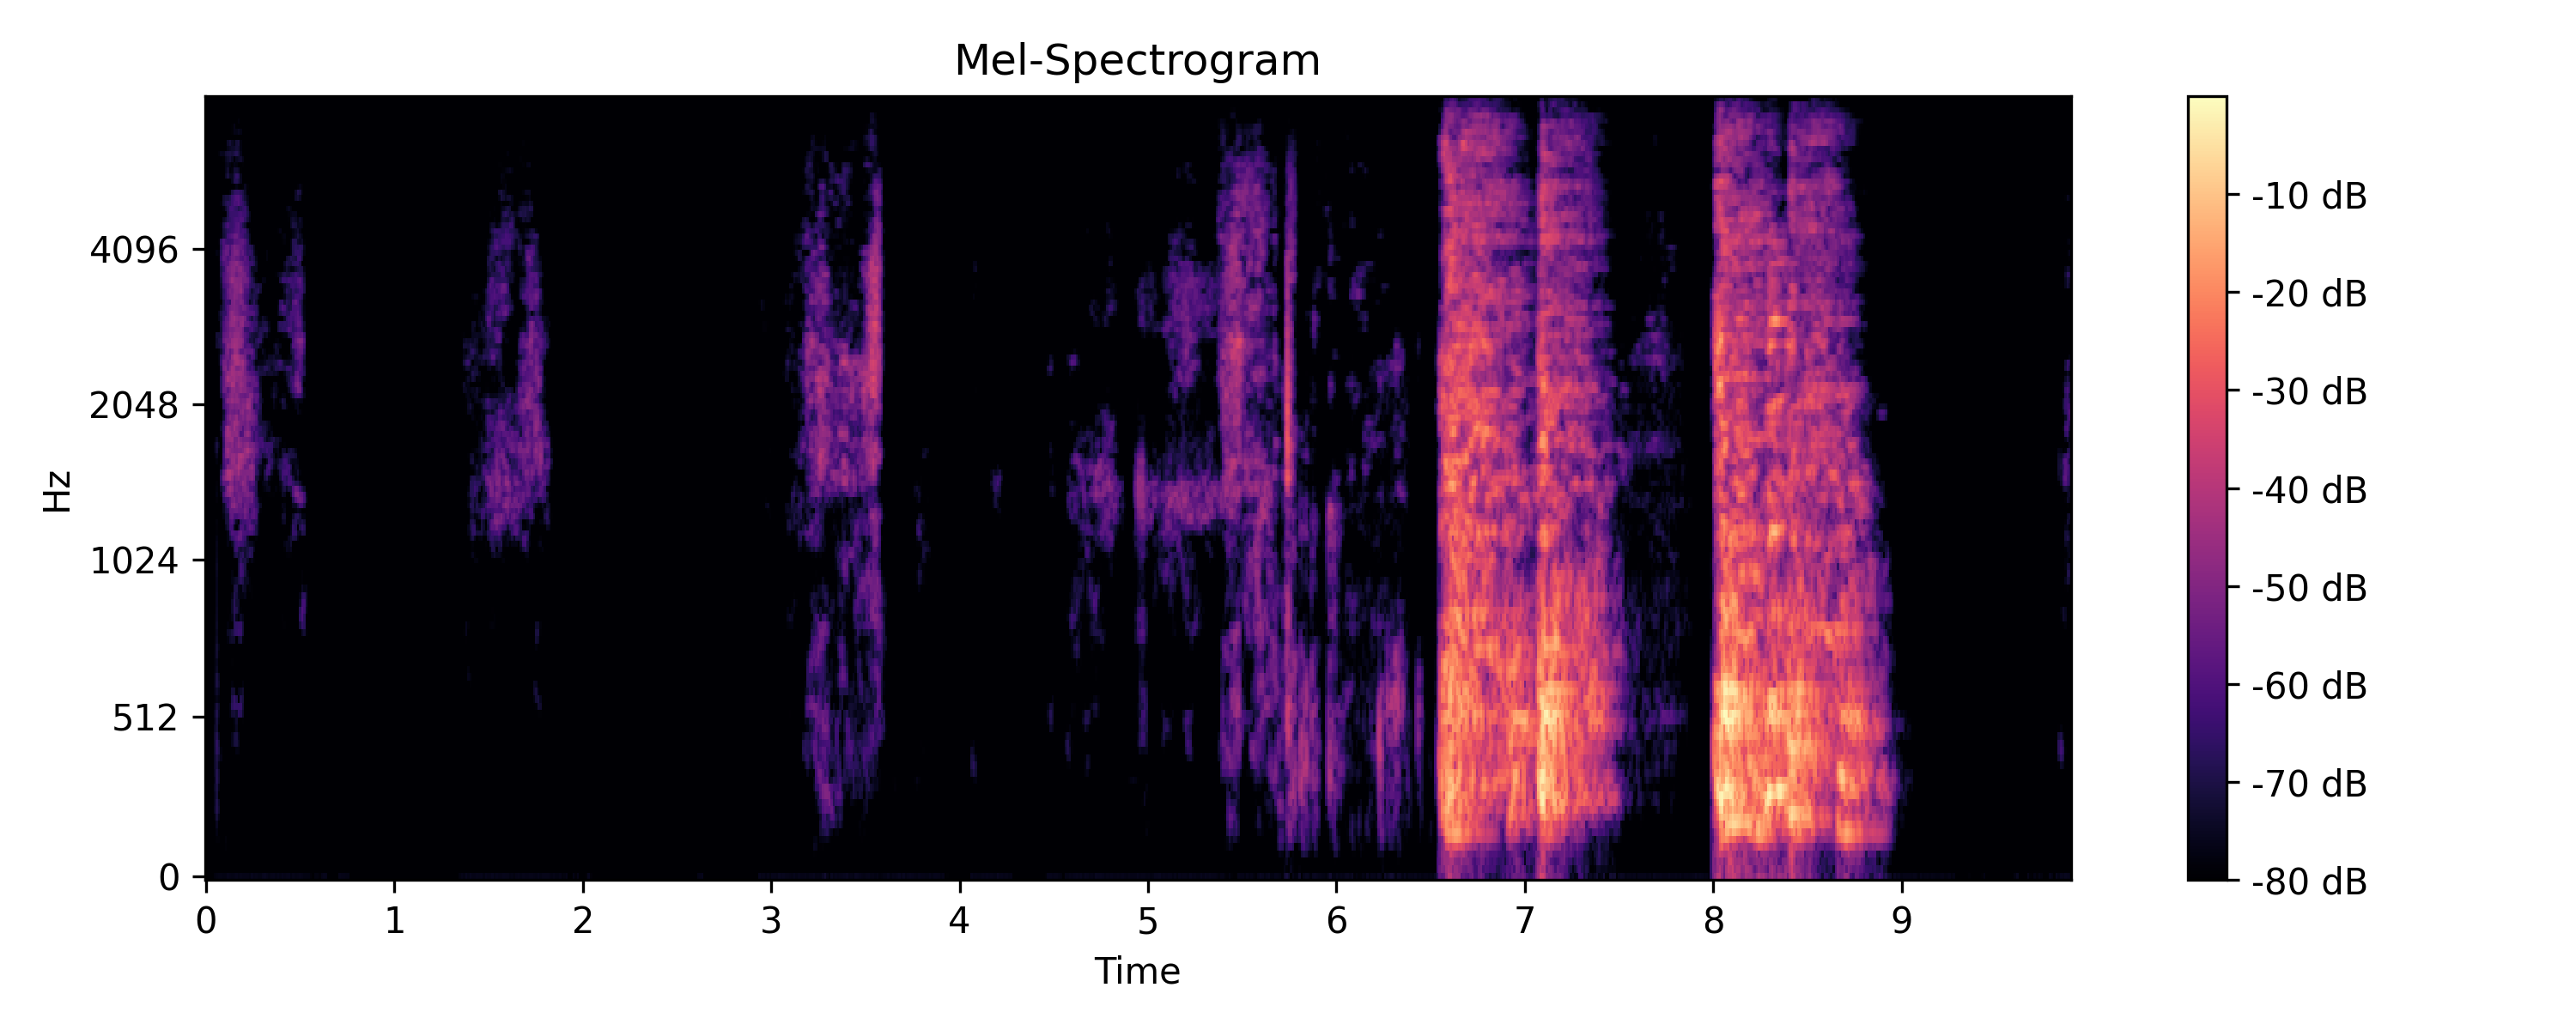 Mel-Spectrogram
Hz
4096
2048
1024
512
0
0 1 2 3 4 5 6 7 8 9
Time
-10 dB
-20 dB
-30 dB
-40 dB
-50 dB
-60 dB
-70 dB
-80 dB